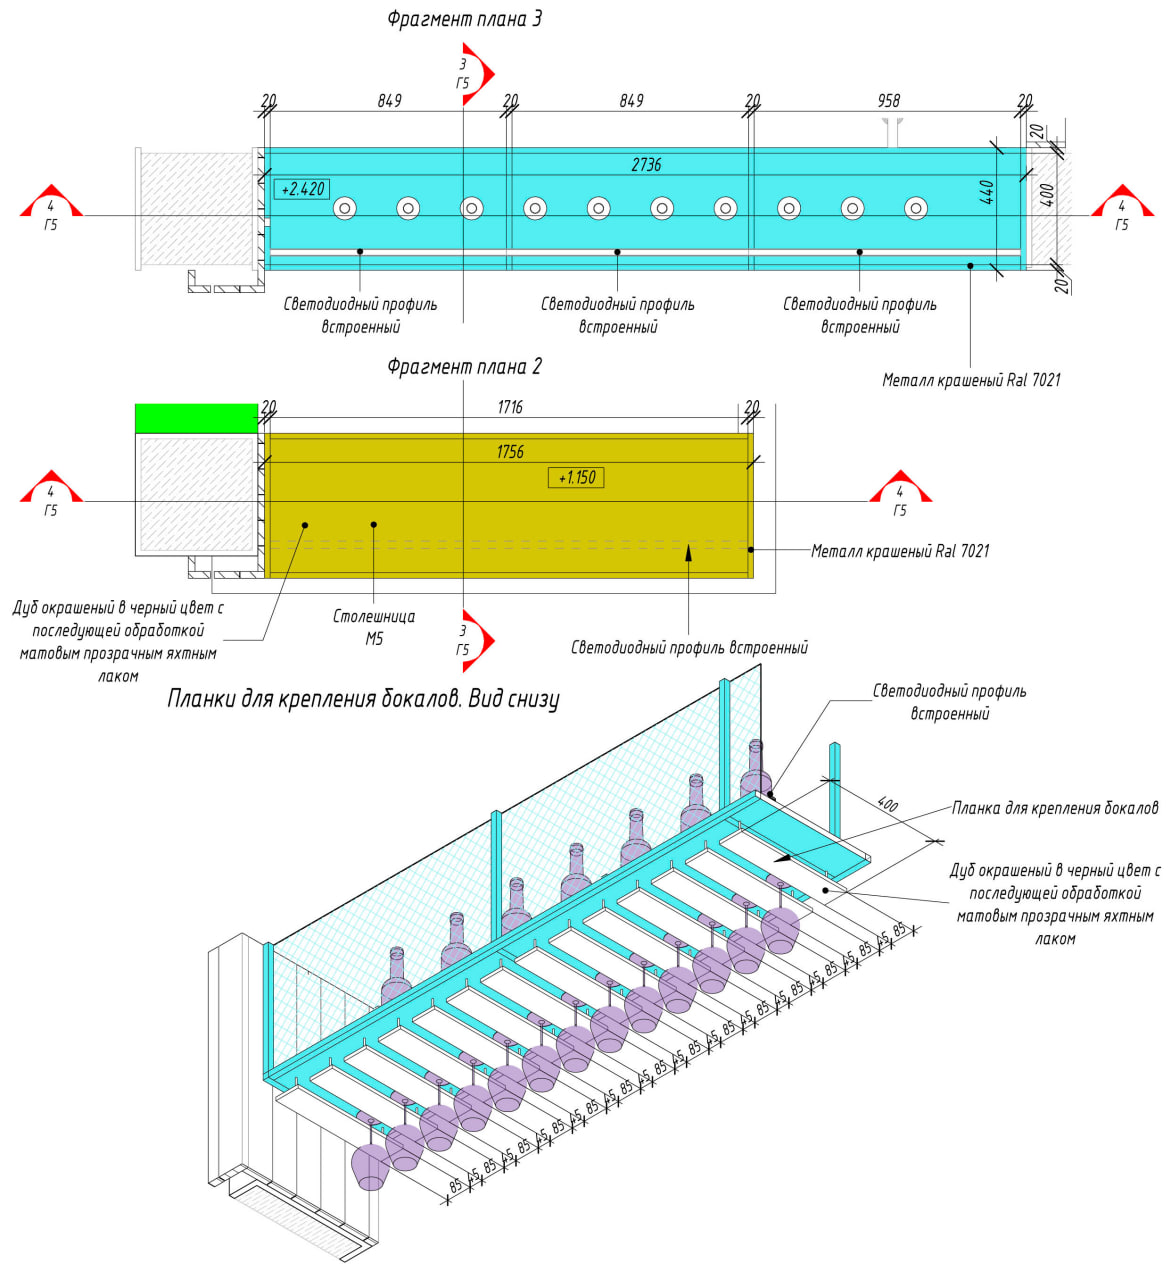 Фрагмент плана 3
3
Г5
20
849
20
849
20
958
20
20
2736
+2.420
440
400
4
Г5
4
Г5
20
Светодиодный профиль
встроенный
Светодиодный профиль
встроенный
Светодиодный профиль
встроенный
Металл крашеный Ral 7021
Фрагмент плана 2
20
1716
20
1756
+1.150
4
Г5
4
Г5
Металл крашеный Ral 7021
Дуб окрашеный в черный цвет с
последующей обработкой
матовым прозрачным яхтным
лаком
Столешница
М5
3
Г5
Светодиодный профиль встроенный
Планки для крепления бокалов. Вид снизу
Светодиодный профиль
встроенный
400
Планка для крепления бокалов
Дуб окрашеный в черный цвет с
последующей обработкой
матовым прозрачным яхтным
лаком
85
45
85
45
85
45
85
45
85
45
85
45
85
45
85
45
85
45
85
45
85
45
85
45
85
45
85